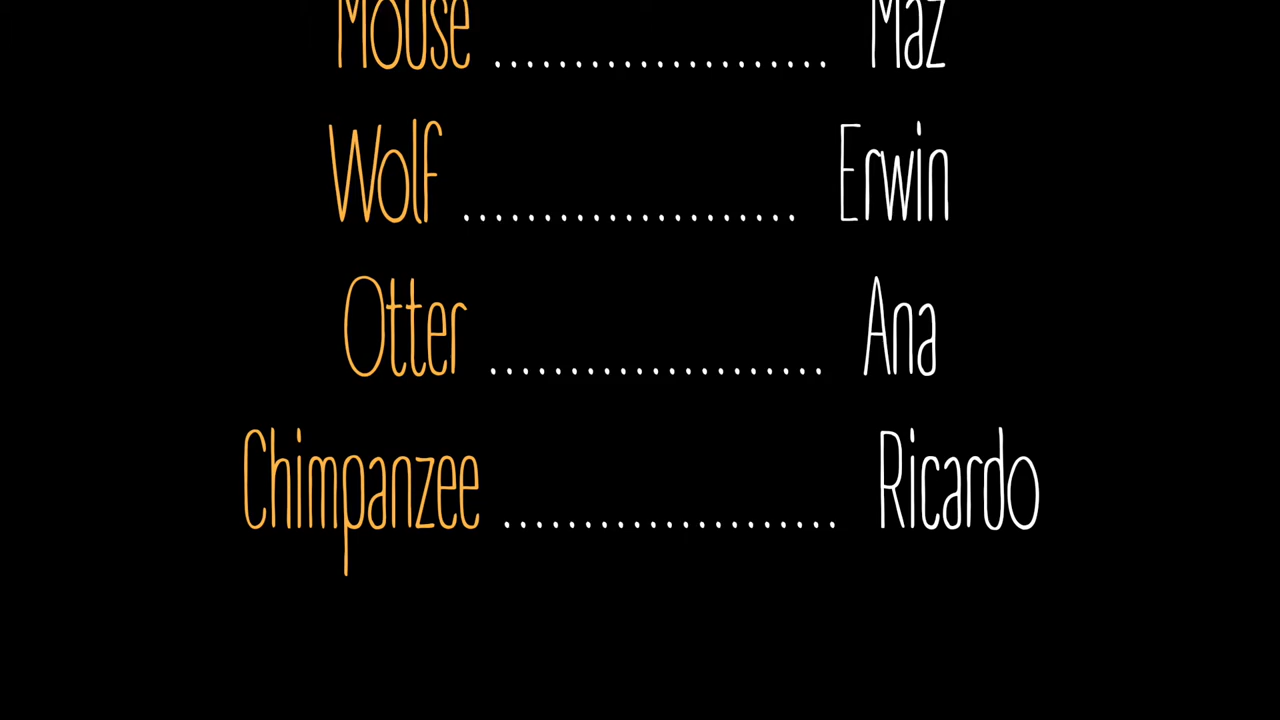 Mouse .................... Maz
Wolf .................... Erwin
Otter .................... Ana
Chimpanzee .................... Ricardo